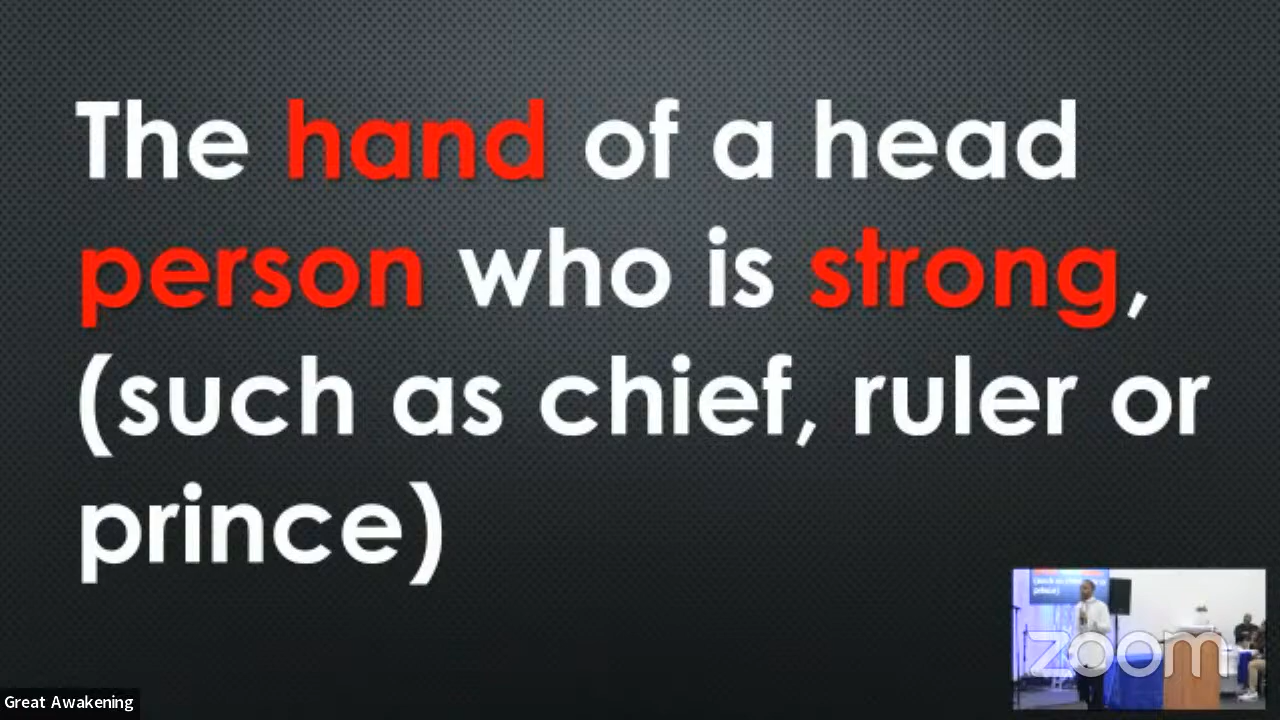 The hand of a head
person who is strong,
(such as chief, ruler or
prince)
zoom
Great Awakening